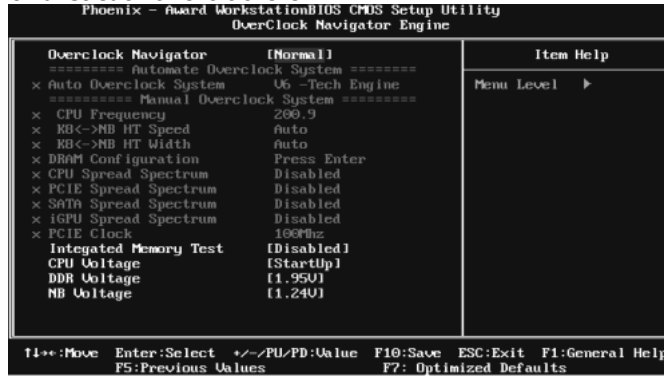 Phoenix - Award WorkstationBIOS CMOS Setup Utility
OverClock Navigator Engine
Overclock Navigator [Normal]
========= Automate Overclock System ========
x Auto Overclock System V6 -Tech Engine
========== Manual Overclock System =========
x CPU Frequency 200.9
x K8<->NB HT Speed Auto
x K8<->NB HT Width Auto
x DRAM Configuration Press Enter
x CPU Spread Spectrum Disabled
x PCIE Spread Spectrum Disabled
x SATA Spread Spectrum Disabled
x iGPU Spread Spectrum Disabled
x PCIE Clock 100Mhz
Integated Memory Test [Disabled]
CPU Voltage [StartUp]
DDR Voltage [1.95V]
NB Voltage [1.24V]
Item Help
Menu Level ▶
↑↓→←:Move Enter:Select +/-/PU/PD:Value F10:Save ESC:Exit F1:General Help
F5:Previous Values F7: Optimized Defaults